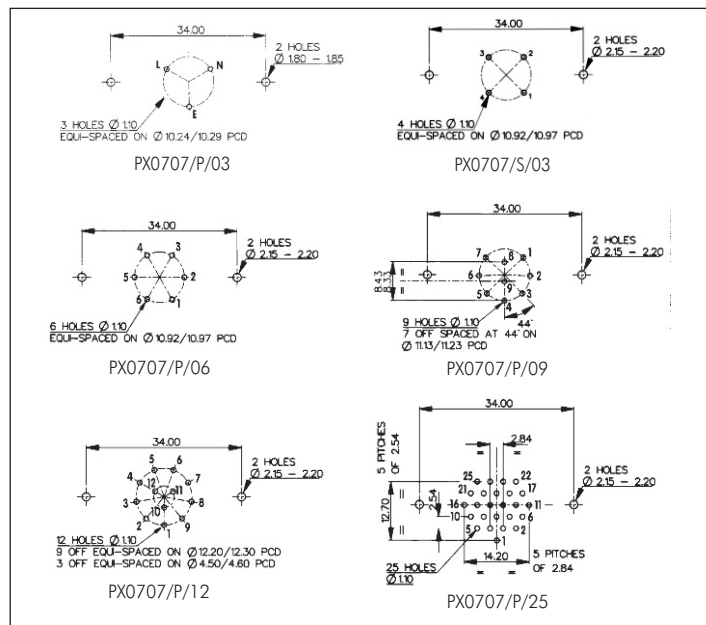 34.00
2 HOLES
Ø 1.80 - 1.85
L
N
E
3 HOLES Ø 1.10
EQUI-SPACED ON Ø 10.24/10.29 PCD
PX0707/P/03
34.00
2 HOLES
Ø 2.15 - 2.20
3
2
4
1
4 HOLES Ø 1.10
EQUI-SPACED ON Ø 10.92/10.97 PCD
PX0707/S/03
34.00
2 HOLES
Ø 2.15 - 2.20
4
3
5
2
6
1
6 HOLES Ø 1.10
EQUI-SPACED ON Ø 10.92/10.97 PCD
PX0707/P/06
34.00
2 HOLES
Ø 2.15 - 2.20
8.43
8.33
=
=
7
8
1
6
2
9
5
3
4
44°
9 HOLES Ø 1.10
7 OFF SPACED AT 44° ON
Ø 11.13/11.23 PCD
PX0707/P/09
34.00
2 HOLES
Ø 2.15 - 2.20
5
6
4
7
12
11
3
8
10
2
9
1
12 HOLES Ø 1.10
9 OFF EQUI-SPACED ON Ø 12.20/12.30 PCD
3 OFF EQUI-SPACED ON Ø 4.50/4.60 PCD
PX0707/P/12
34.00
5 PITCHES
OF 2.54
2.84
=
=
2 HOLES
Ø 2.15 - 2.20
25
22
21
17
16
11
10
6
5
2
1
12.70
2.54
=
=
14.20
5 PITCHES
OF 2.84
=
=
25 HOLES
Ø 1.10
PX0707/P/25